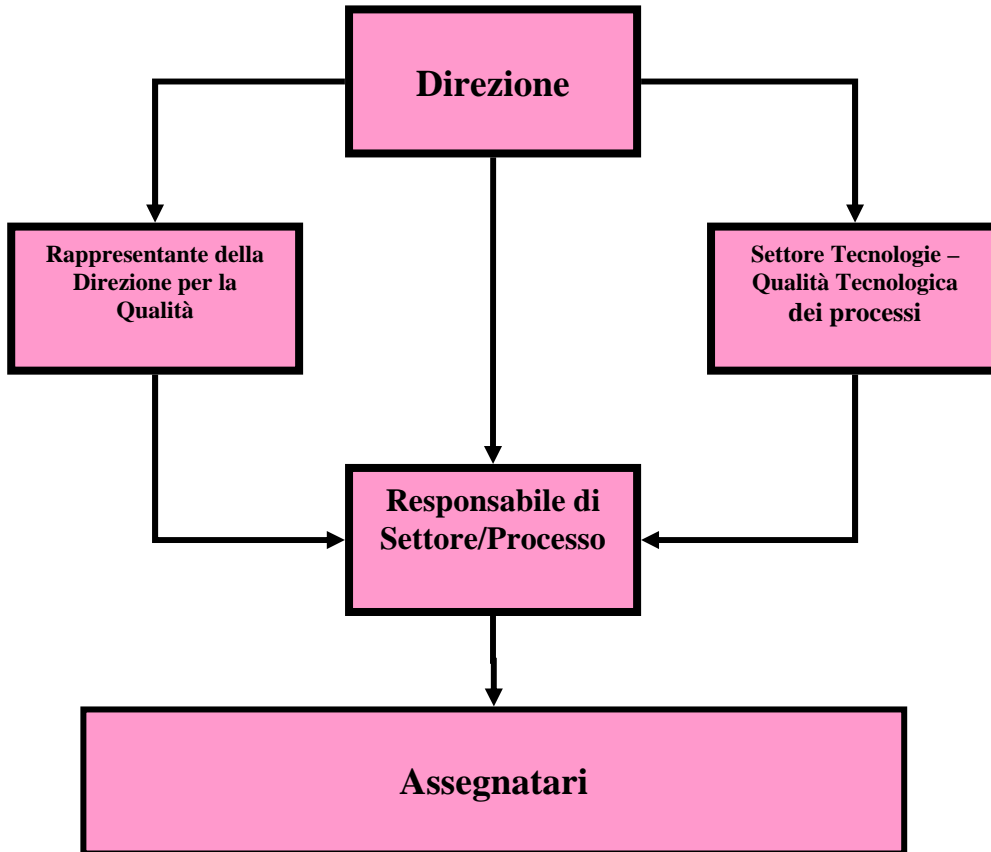 Direzione
Rappresentante della
Direzione per la
Qualità
Settore Tecnologie –
Qualità Tecnologica
dei processi
Responsabile di
Settore/Processo
Assegnatari